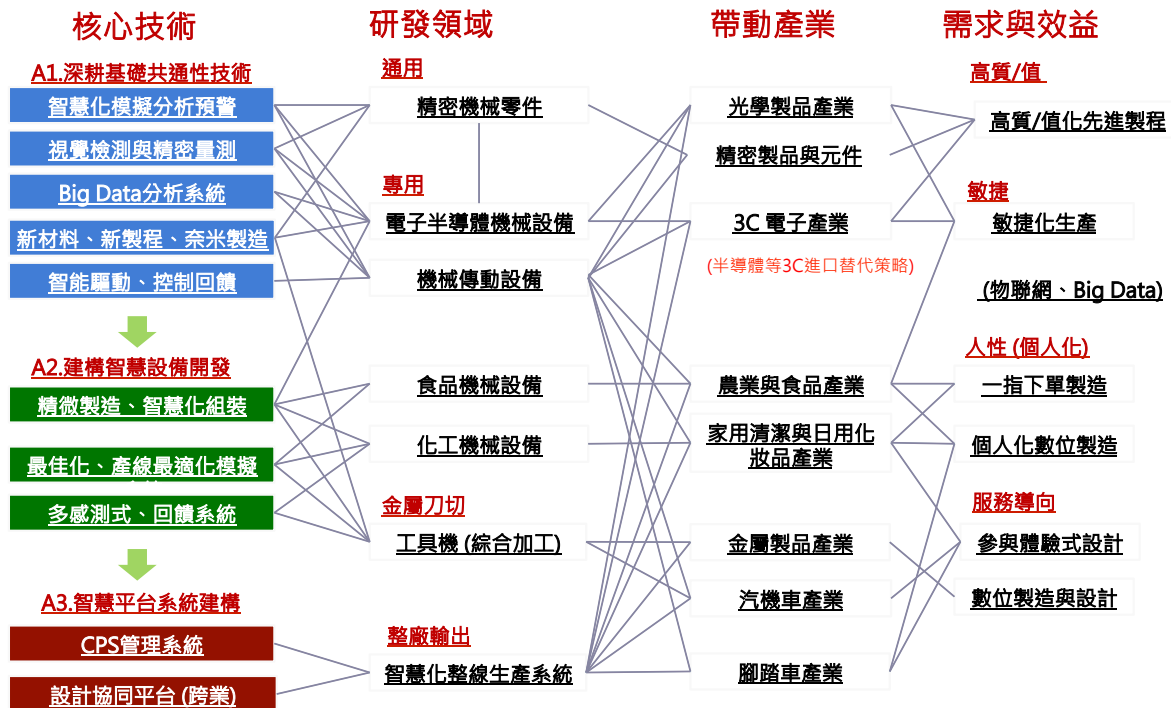 核心技術
研發領域
帶動產業
需求與效益
A1.深耕基礎共通性技術
智慧化模擬分析預警
視覺檢測與精密量測
Big Data分析系統
新材料、新製程、奈米製造
智能驅動、控制回饋
A2.建構智慧設備開發
精微製造、智慧化組裝
最佳化、產線最適化模擬
多感測式、回饋系統
A3.智慧平台系統建構
CPS管理系統
設計協同平台 (跨業)
通用
精密機械零件
專用
電子半導體機械設備
機械傳動設備
食品機械設備
化工機械設備
金屬刀切
工具機 (綜合加工)
整廠輸出
智慧化整線生產系統
光學製品產業
精密製品與元件
3C 電子產業
(半導體等3C進口替代策略)
農業與食品產業
家用清潔與日用化
妝品產業
金屬製品產業
汽機車產業
腳踏車產業
高質/值
高質/值化先進製程
敏捷
敏捷化生產
(物聯網、Big Data)
人性 (個人化)
一指下單製造
個人化數位製造
服務導向
參與體驗式設計
數位製造與設計